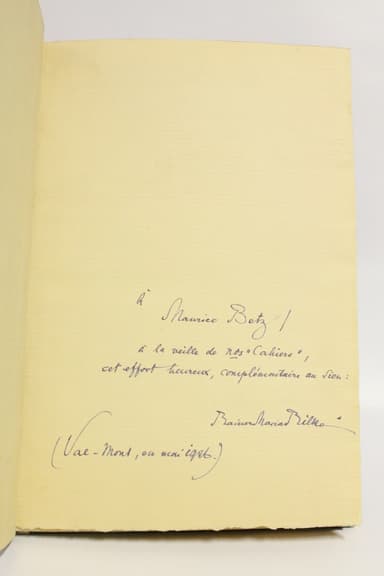 à
Maurice Betz /
à la veille de nos "Cahiers",
cet effort heureux, complémentaire au sien:
Rainer Maria Rilke
(Val-Mont, en mai 1926.)